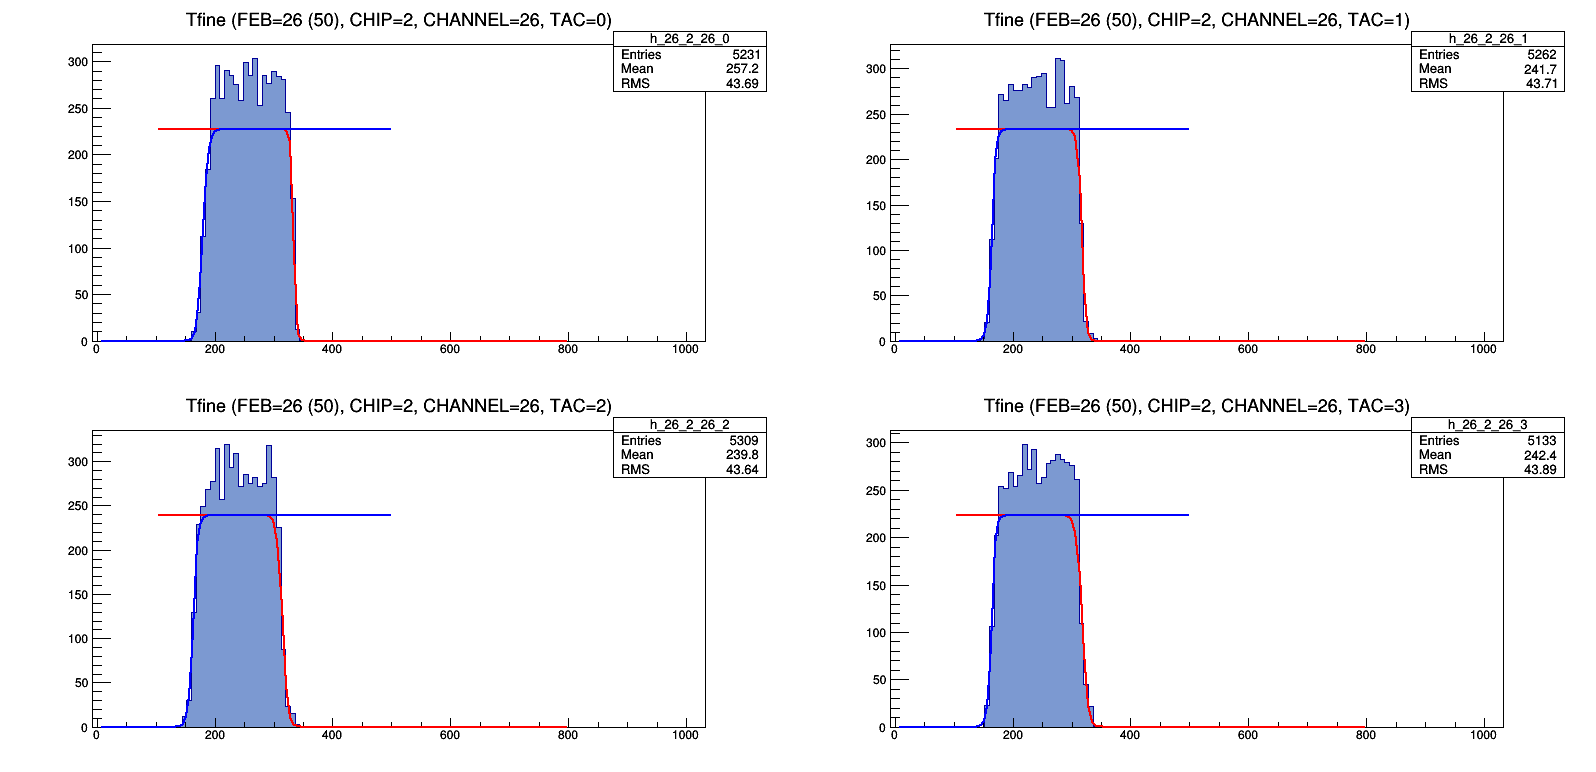 Tfine (FEB=26 (50), CHIP=2, CHANNEL=26, TAC=0)
h_26_2_26_0
Entries 5231
Mean 257.2
RMS 43.69
300
250
200
150
100
50
0
0 200 400 600 800 1000
Tfine (FEB=26 (50), CHIP=2, CHANNEL=26, TAC=1)
h_26_2_26_1
Entries 5262
Mean 241.7
RMS 43.71
300
250
200
150
100
50
0
0 200 400 600 800 1000
Tfine (FEB=26 (50), CHIP=2, CHANNEL=26, TAC=2)
h_26_2_26_2
Entries 5309
Mean 239.8
RMS 43.64
300
250
200
150
100
50
0
0 200 400 600 800 1000
Tfine (FEB=26 (50), CHIP=2, CHANNEL=26, TAC=3)
h_26_2_26_3
Entries 5133
Mean 242.4
RMS 43.89
300
250
200
150
100
50
0
0 200 400 600 800 1000